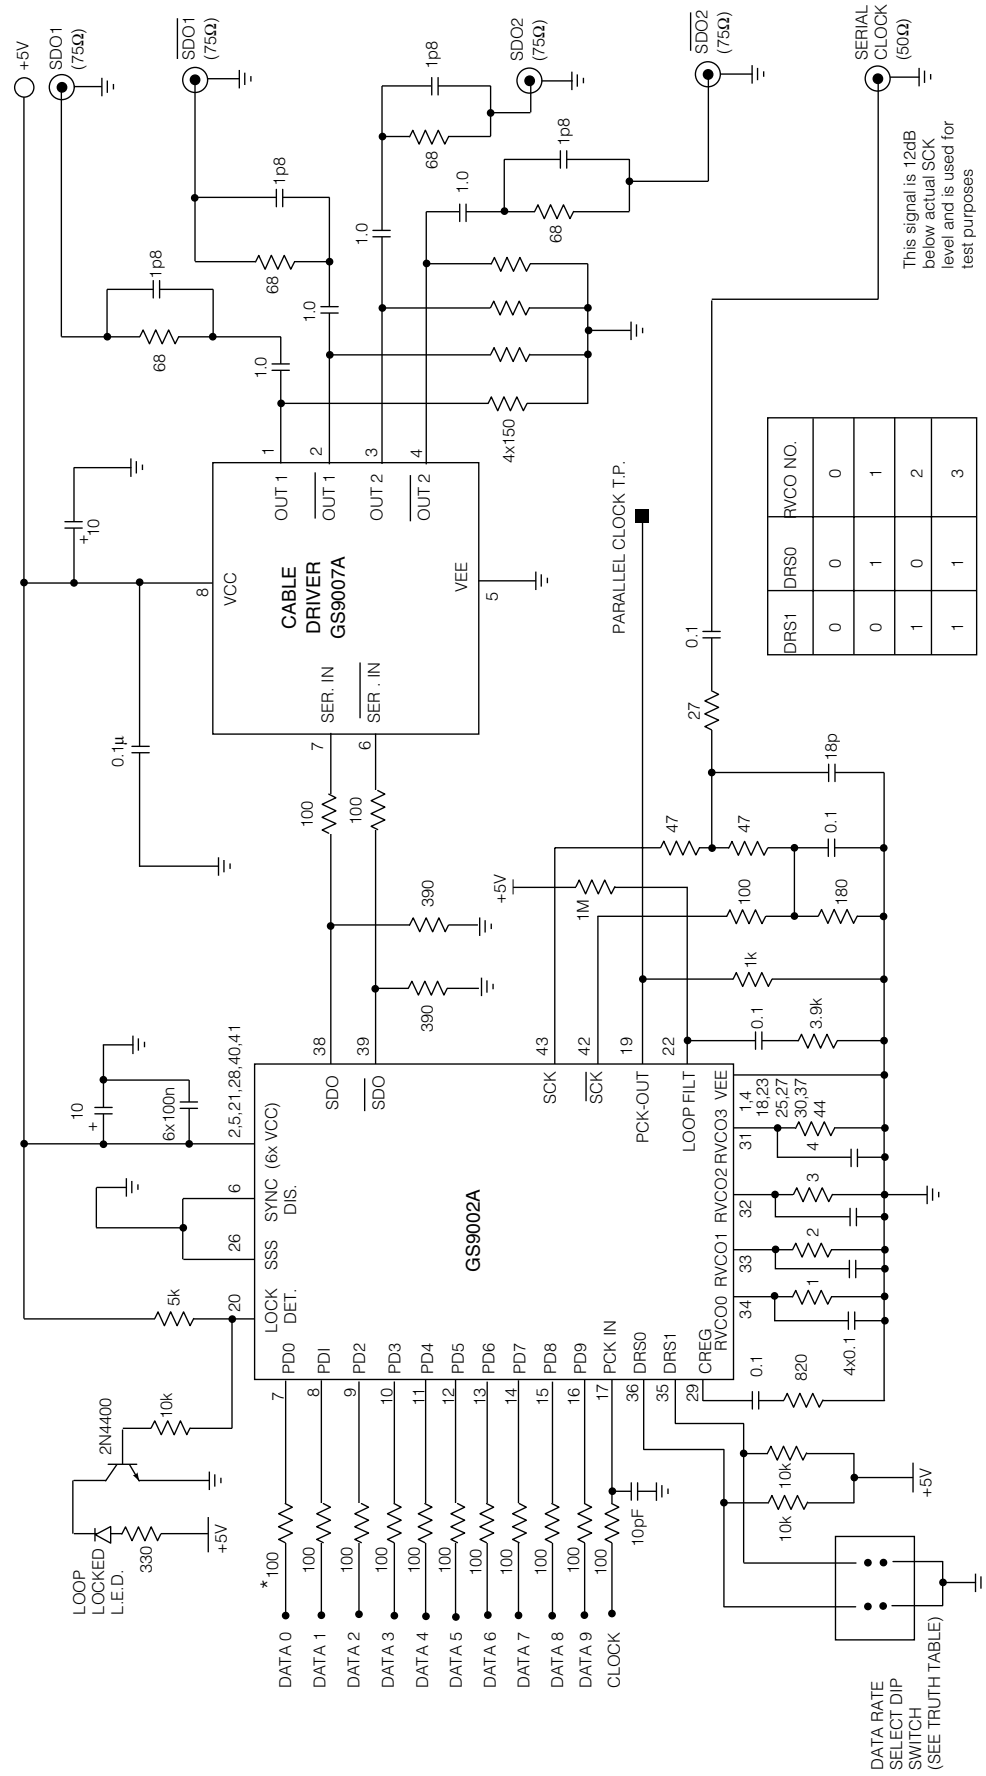 LOOP
LOCKED
L.E.D.
330
+5V
2N4400
10k
5k
+ 10
6x100n
0.1µ
+10
+5V
SDO1
(75Ω)
SDO1
(75Ω)
SDO2
(75Ω)
SDO2
(75Ω)
SERIAL
CLOCK
(50Ω)
20
26
6
2,5,21,28,40,41
LOCK
DET.
SSS
SYNC
DIS.
(6x VCC)
GS9002A
DATA 0
DATA 1
DATA 2
DATA 3
DATA 4
DATA 5
DATA 6
DATA 7
DATA 8
DATA 9
CLOCK
* 100
100
100
100
100
100
100
100
100
100
100
10pF
7
8
9
10
11
12
13
14
15
16
17
36
35
29
PD0
PDI
PD2
PD3
PD4
PD5
PD6
PD7
PD8
PD9
PCK IN
DRS0
DRS1
CREG
RVCO0
RVCO1
RVCO2
RVCO3
VEE
34
33
32
31
1,4
18,23
25,27
30,37
44
SDO
SDO
SCK
SCK
PCK-OUT
LOOP FILT
38
39
43
42
19
22
390
390
100
100
7
6
SER. IN
SER . IN
8
VCC
CABLE
DRIVER
GS9007A
VEE
5
OUT 1
OUT 1
OUT 2
OUT 2
1
2
3
4
1.0
1.0
1.0
1.0
68
68
68
68
1p8
1p8
1p8
1p8
4x150
PARALLEL CLOCK T.P.
+5V
1M
47
47
100
180
0.1
18p
27
0.1
1k
0.1
3.9k
0.1
820
4x0.1
1
2
3
4
10k
10k
+5V
DATA RATE
SELECT DIP
SWITCH
(SEE TRUTH TABLE)
This signal is 12dB
below actual SCK
level and is used for
test purposes
DRS1 DRS0 RVCO NO.
0 0 0
0 1 1
1 0 2
1 1 3